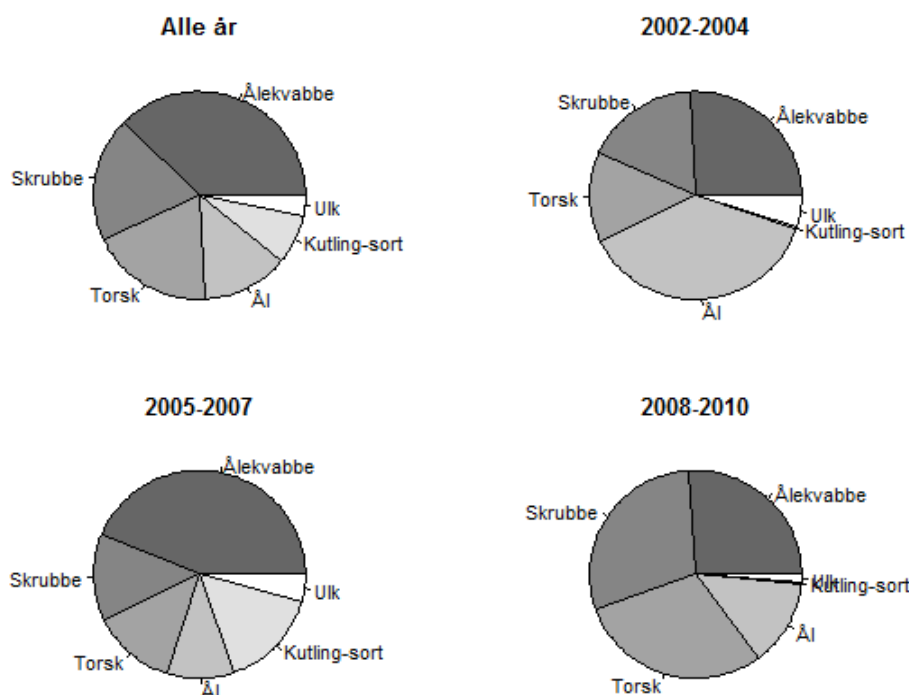 Alle år
Ålekvabbe
Skrubbe
Torsk
Ål
Kutling-sort
Ulk
2002-2004
Ålekvabbe
Skrubbe
Torsk
Ål
Kutling-sort
Ulk
2005-2007
Ålekvabbe
Skrubbe
Torsk
Ål
Kutling-sort
Ulk
2008-2010
Ålekvabbe
Skrubbe
Torsk
Ål
Kutling-sort
Ulk